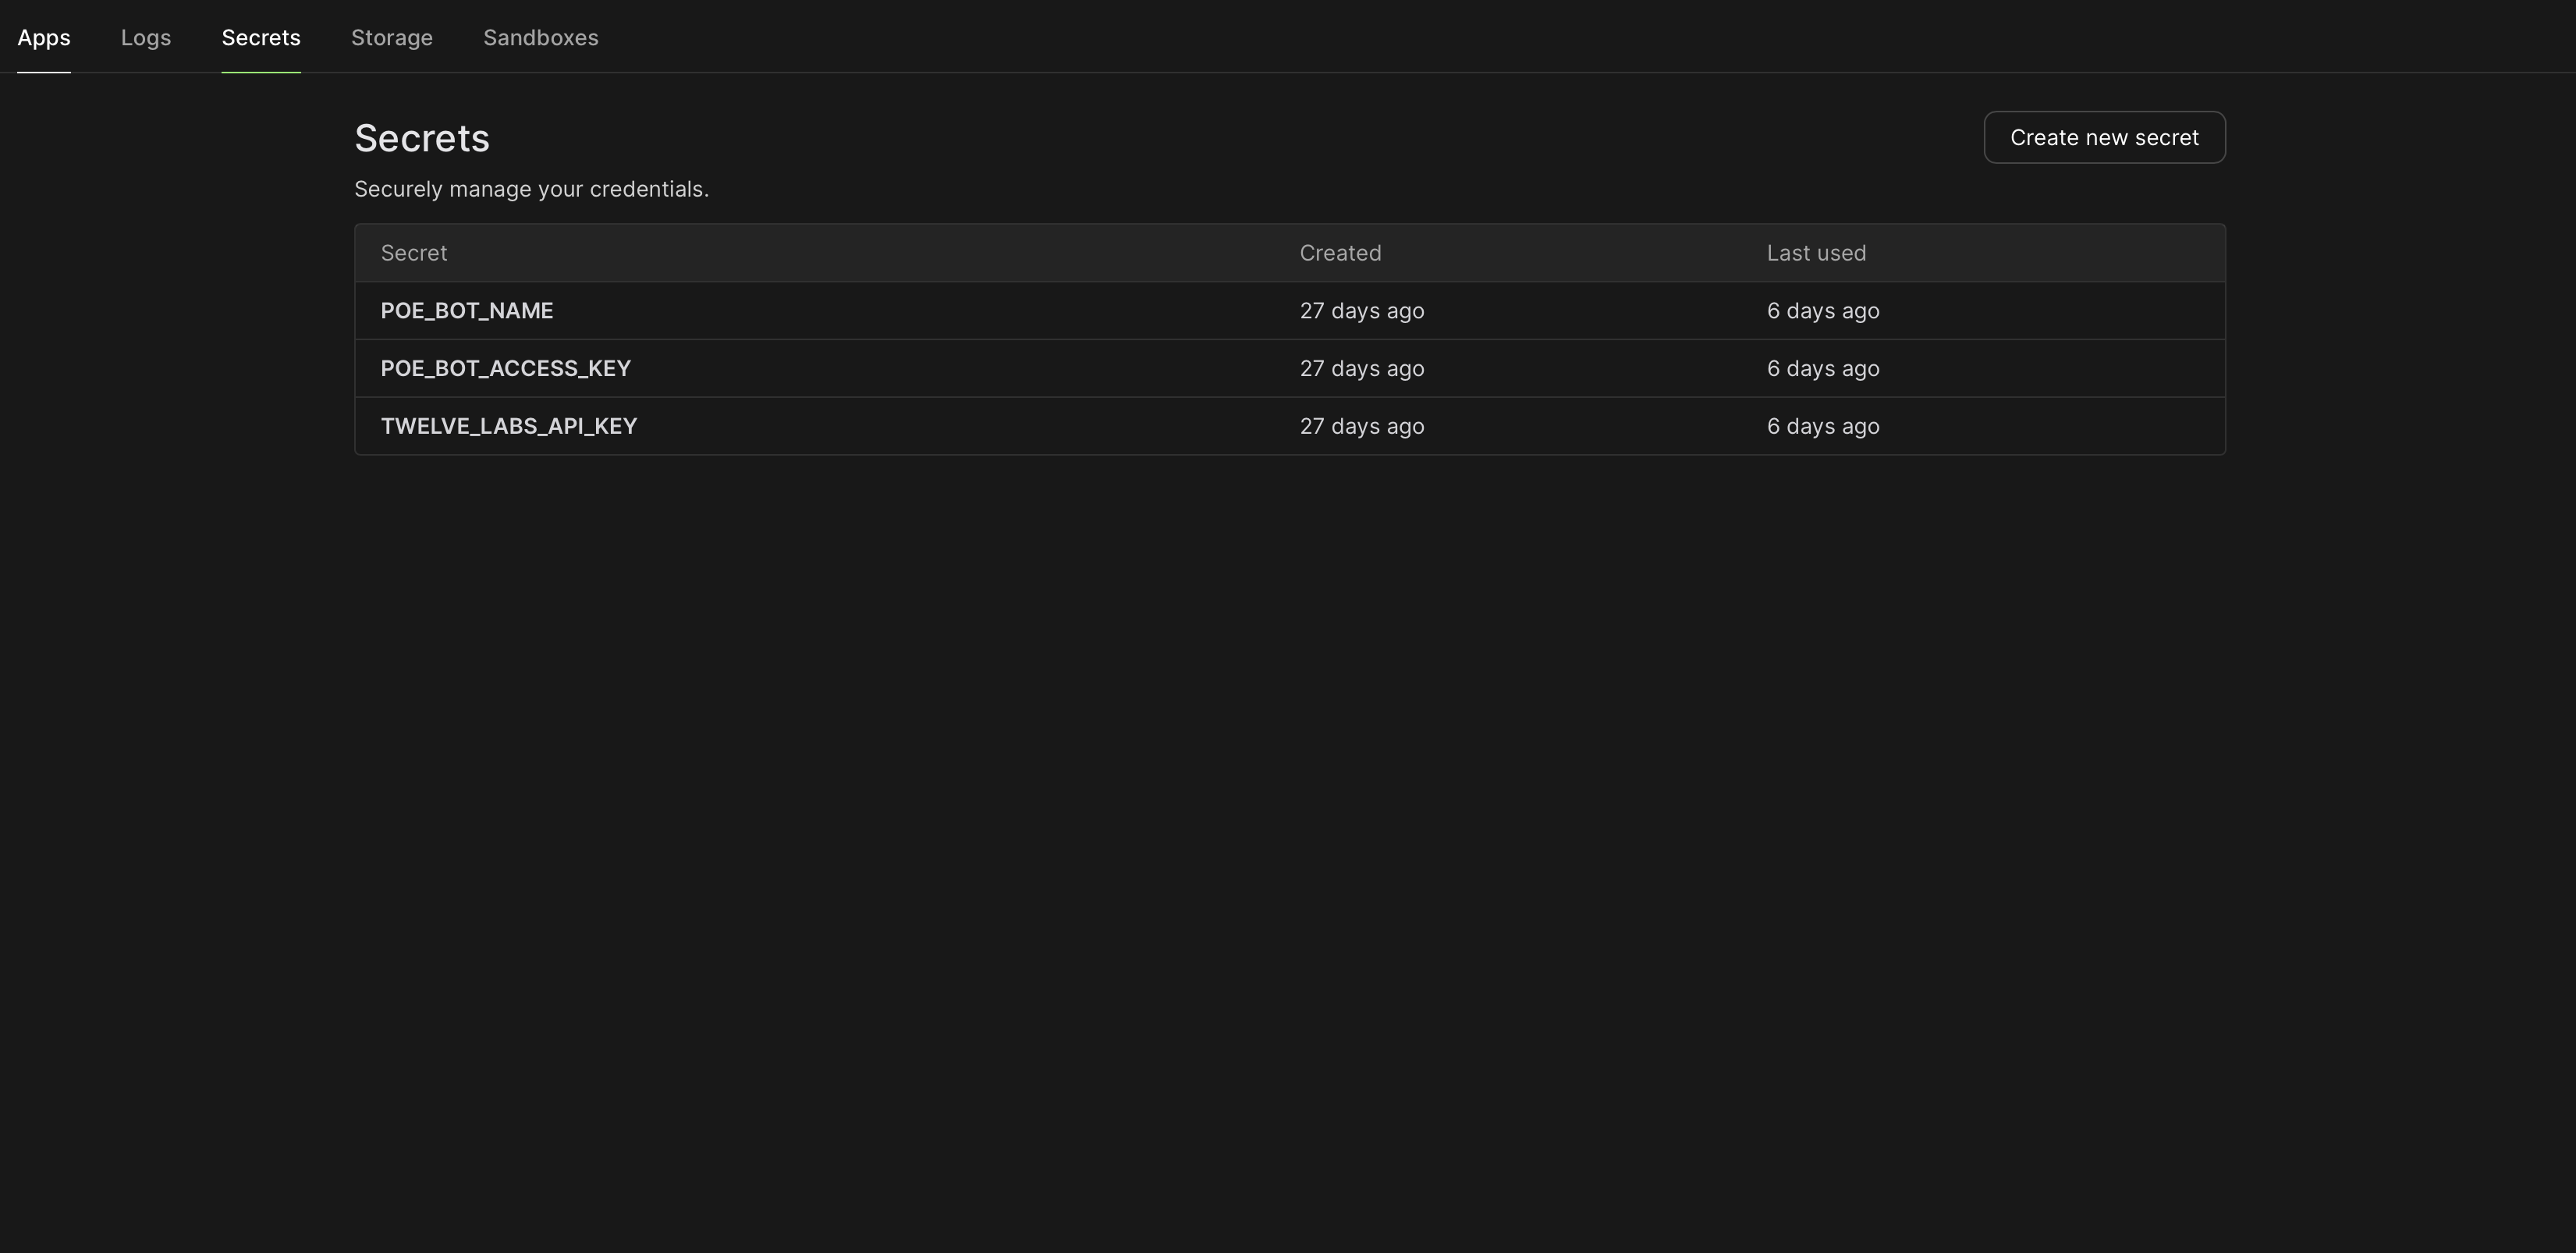 Apps Logs Secrets Storage Sandboxes
Secrets
Create new secret
Securely manage your credentials.
Secret Created Last used
POE_BOT_NAME 27 days ago 6 days ago
POE_BOT_ACCESS_KEY 27 days ago 6 days ago
TWELVE_LABS_API_KEY 27 days ago 6 days ago